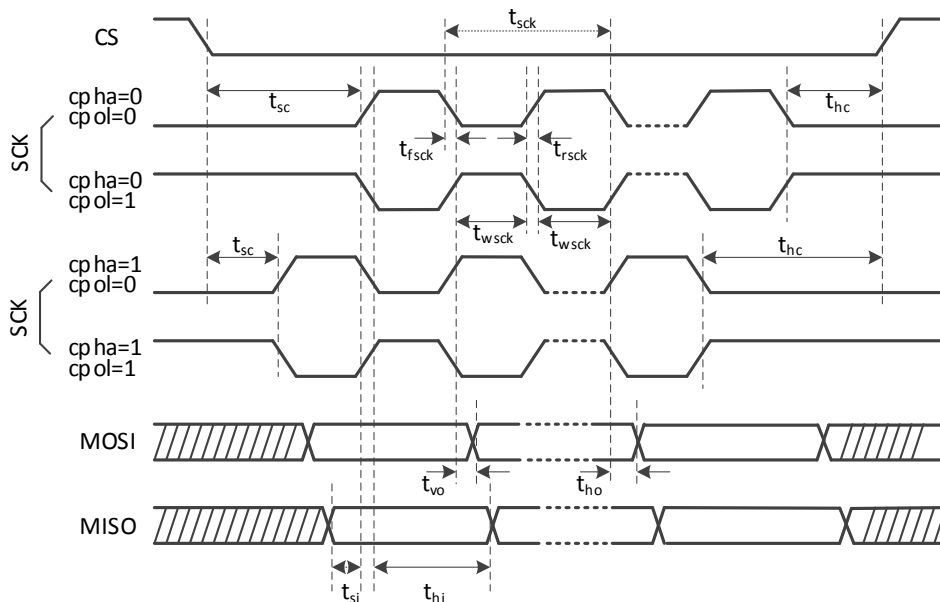 CS
t_sck
SCK
cpha=0
cpol=0
t_sc
t_hc
t_fsck
t_rsck
cpha=0
cpol=1
t_wsck
t_wsck
SCK
cpha=1
cpol=0
t_sc
t_hc
cpha=1
cpol=1
MOSI
t_vo
t_ho
MISO
t_si
t_hi